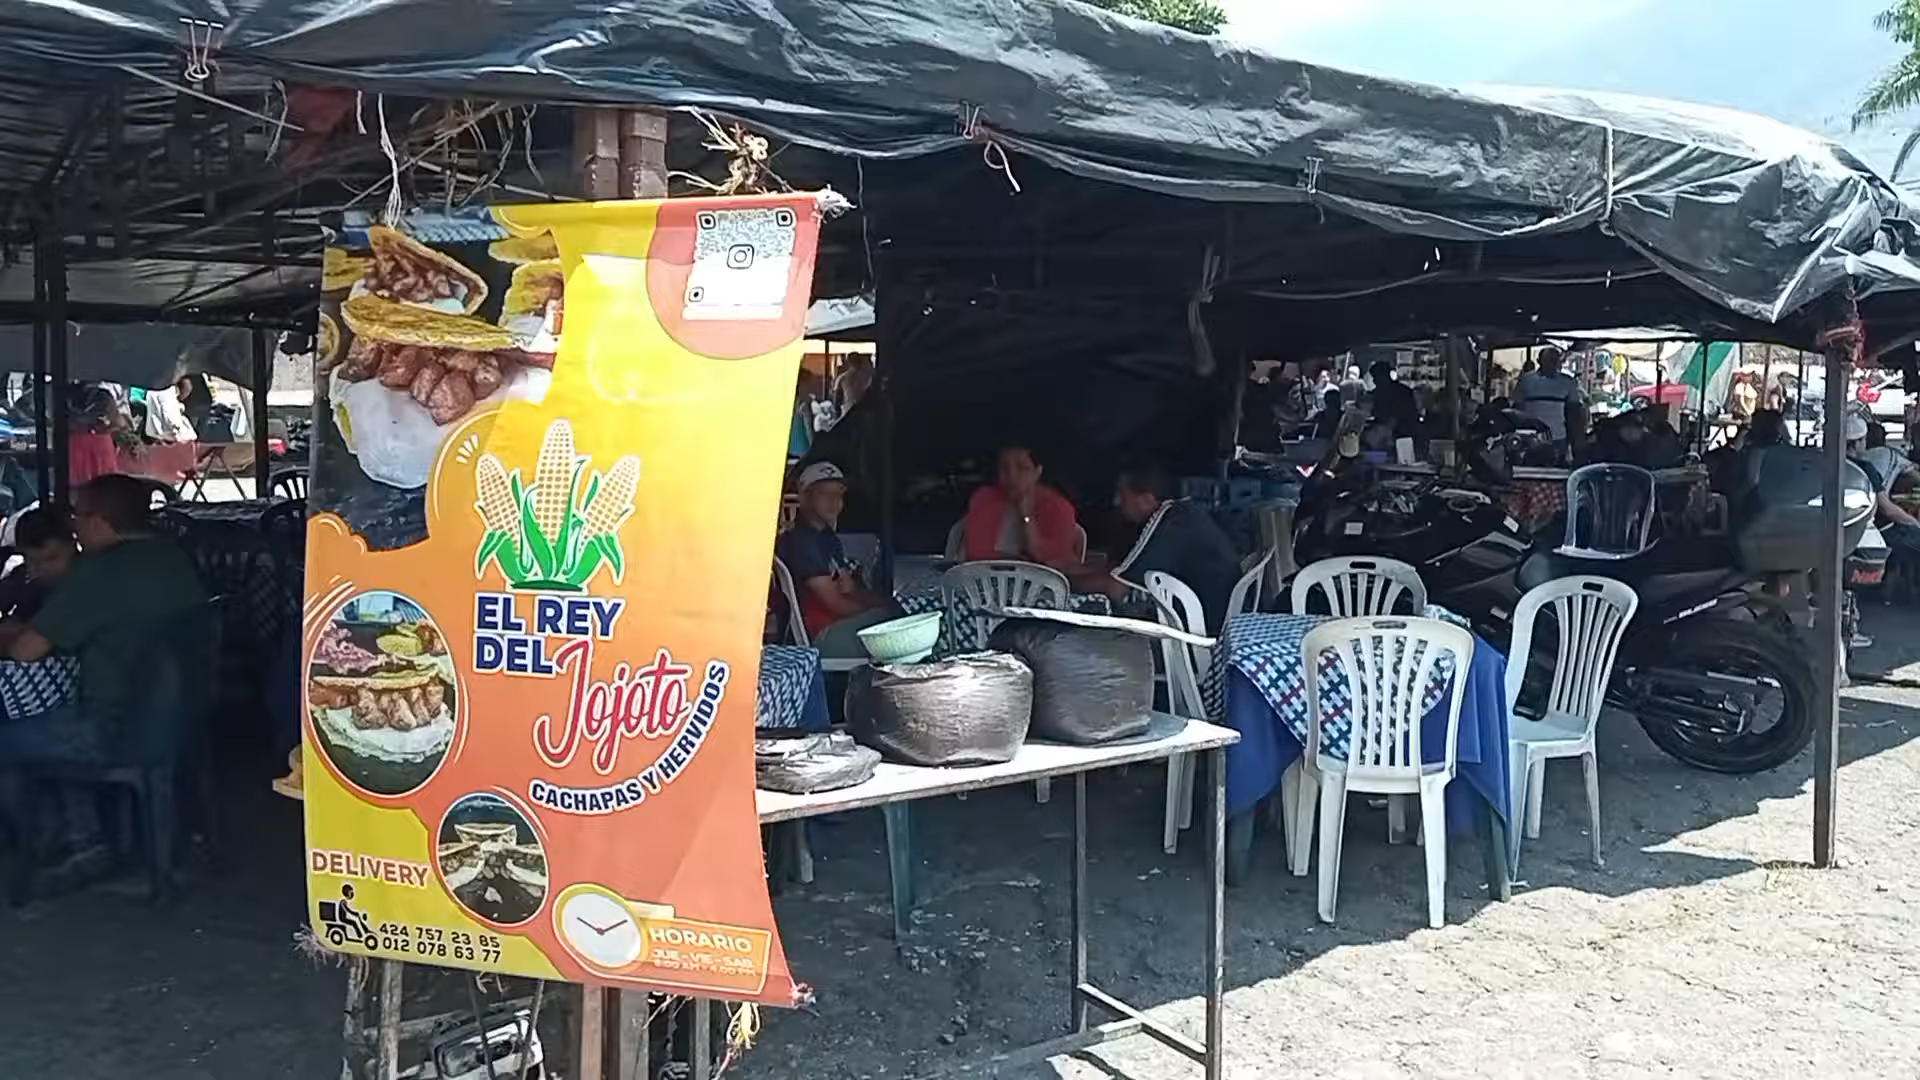 EL REY
DEL Jojoto
CACHAPAS Y HERVIDOS
DELIVERY
424 757 23 85
012 078 63 77
HORARIO
JUE - VIE - SAB